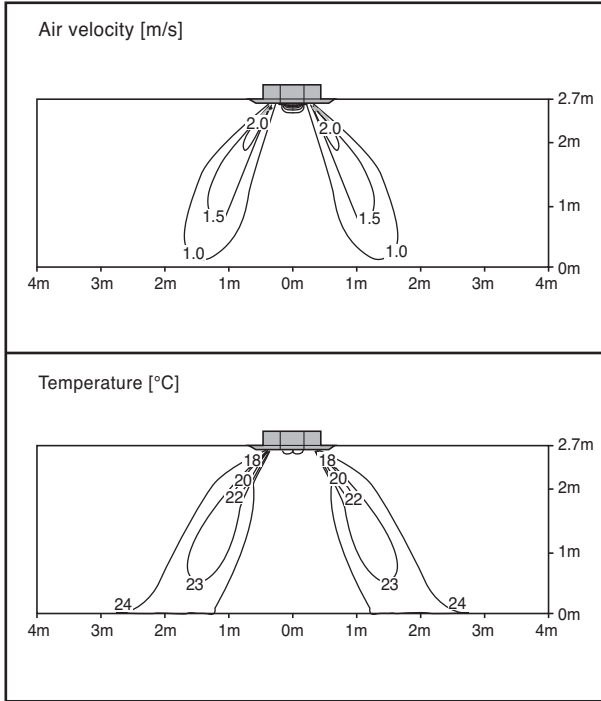 Air velocity [m/s]
2.7m
2.0 2.0
2m
1.5 1.5
1m
1.0 1.0
0m
4m 3m 2m 1m 0m 1m 2m 3m 4m
Temperature [°C]
2.7m
18 18
20 20
2m
22 22
1m
23 23
24 24
0m
4m 3m 2m 1m 0m 1m 2m 3m 4m